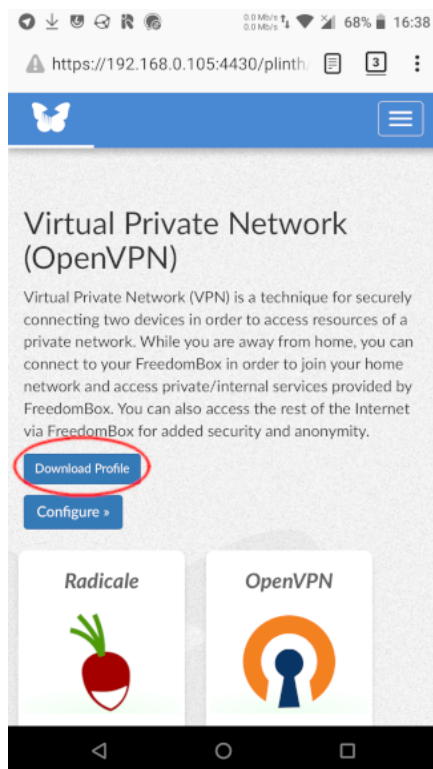 0.0 Mb/s
0.0 Mb/s
68%
16:38
https://192.168.0.105:4430/plinth/
3
Virtual Private Network
(OpenVPN)
Virtual Private Network (VPN) is a technique for securely
connecting two devices in order to access resources of a
private network. While you are away from home, you can
connect to your FreedomBox in order to join your home
network and access private/internal services provided by
FreedomBox. You can also access the rest of the Internet
via FreedomBox for added security and anonymity.
Download Profile
Configure »
Radicale
OpenVPN